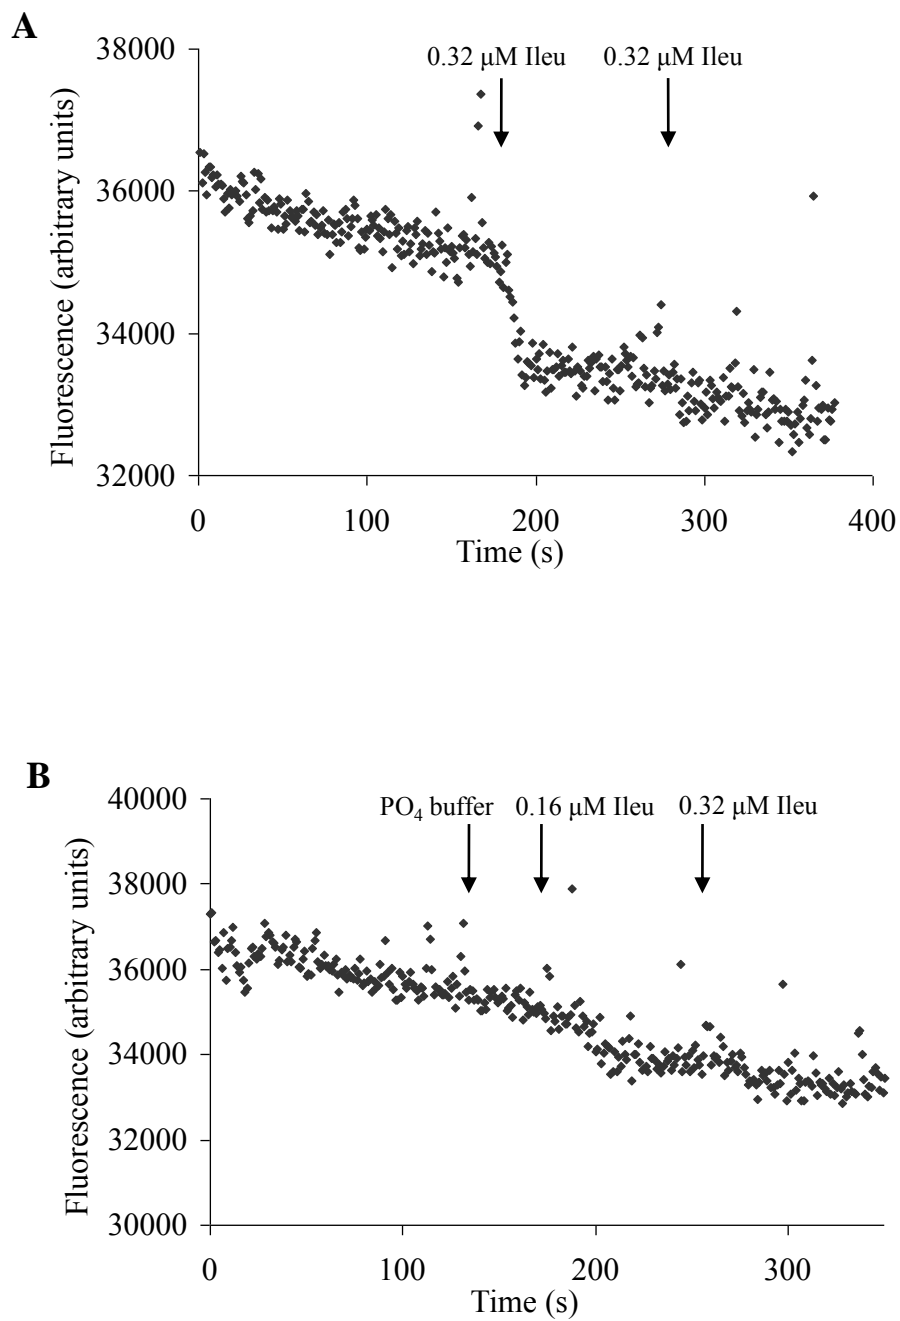 A
38000
0.32 μM Ileu 0.32 μM Ileu
36000
34000
32000
Fluorescence (arbitrary units)
0 100 200 300 400
Time (s)
B
40000
PO₄ buffer 0.16 μM Ileu 0.32 μM Ileu
38000
36000
34000
32000
30000
Fluorescence (arbitrary units)
0 100 200 300
Time (s)